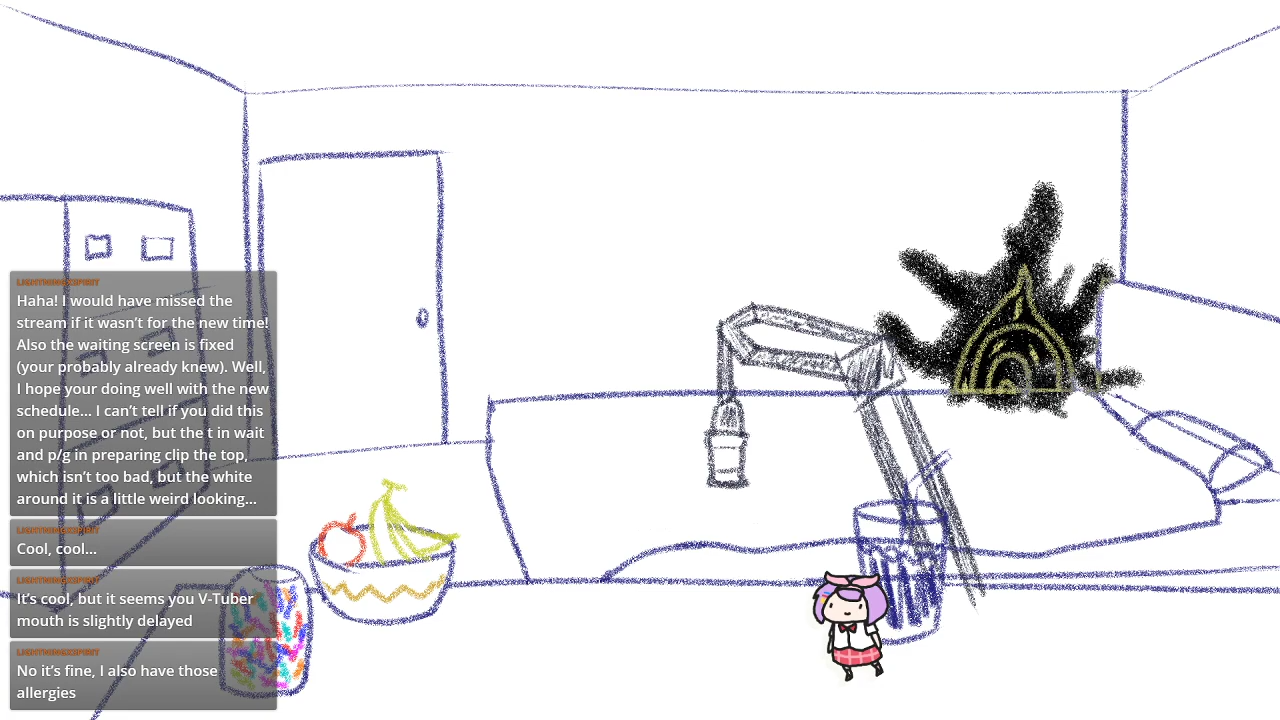 LIGHTNINGXPERT
Haha! I would have missed the
stream if it wasn't for the new time!
Also the waiting screen is fixed
(your probably already knew). Well,
I hope your doing well with the new
schedule... I can't tell if you did this
on purpose or not, but the t in wait
and p/g in preparing clip the top,
which isn't too bad, but the white
around it is a little weird looking...
LIGHTNINGXPERT
Cool, cool...
LIGHTNINGXPERT
It's cool, but it seems you V-Tuber
mouth is slightly delayed
LIGHTNINGXPERT
No it's fine, I also have those
allergies